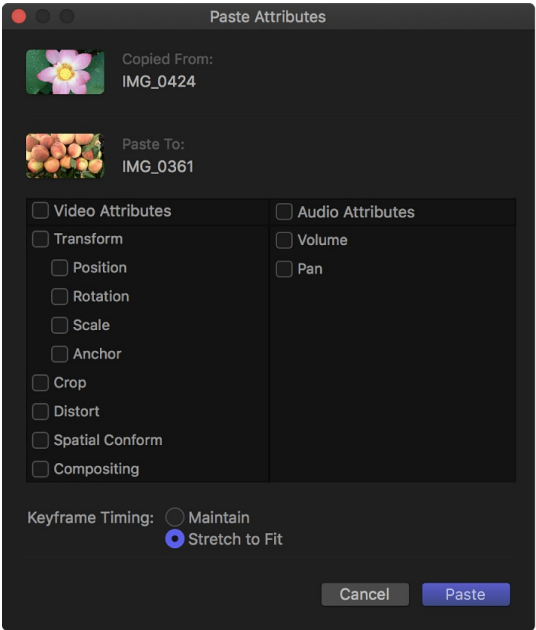 Paste Attributes
Copied From:
IMG_0424
Paste To:
IMG_0361
Video Attributes
Transform
Position
Rotation
Scale
Anchor
Crop
Distort
Spatial Conform
Compositing
Audio Attributes
Volume
Pan
Keyframe Timing: Maintain
Stretch to Fit
Cancel Paste